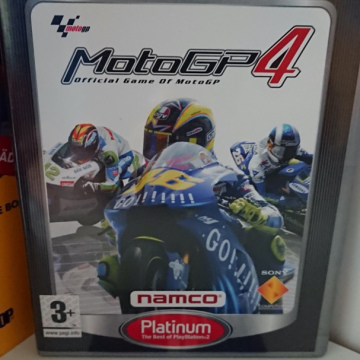 MotoGP
MotoGP4
Official Game Of MotoGP
GO!!!!!!
SONY
3+
www.pegi.info
namco
Platinum
The Best of PlayStation 2